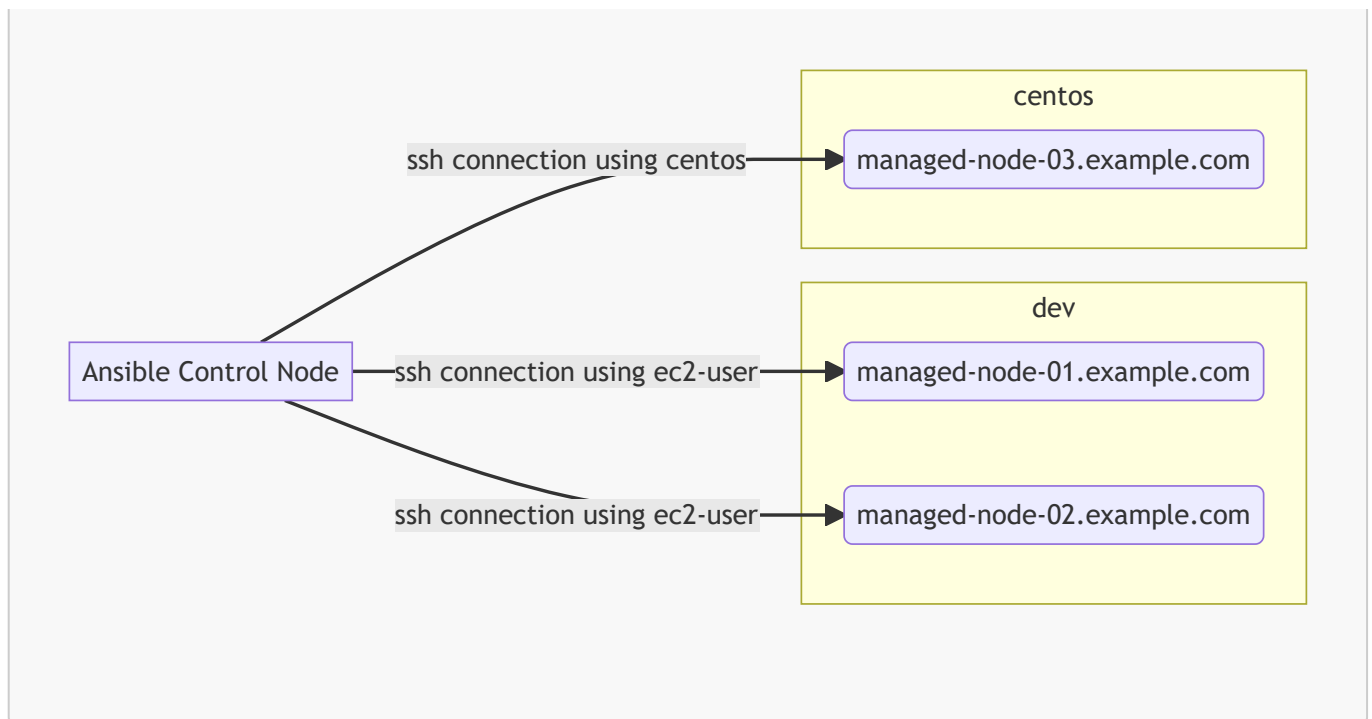 centos
ssh connection using centos
managed-node-03.example.com
dev
Ansible Control Node
ssh connection using ec2-user
managed-node-01.example.com
ssh connection using ec2-user
managed-node-02.example.com